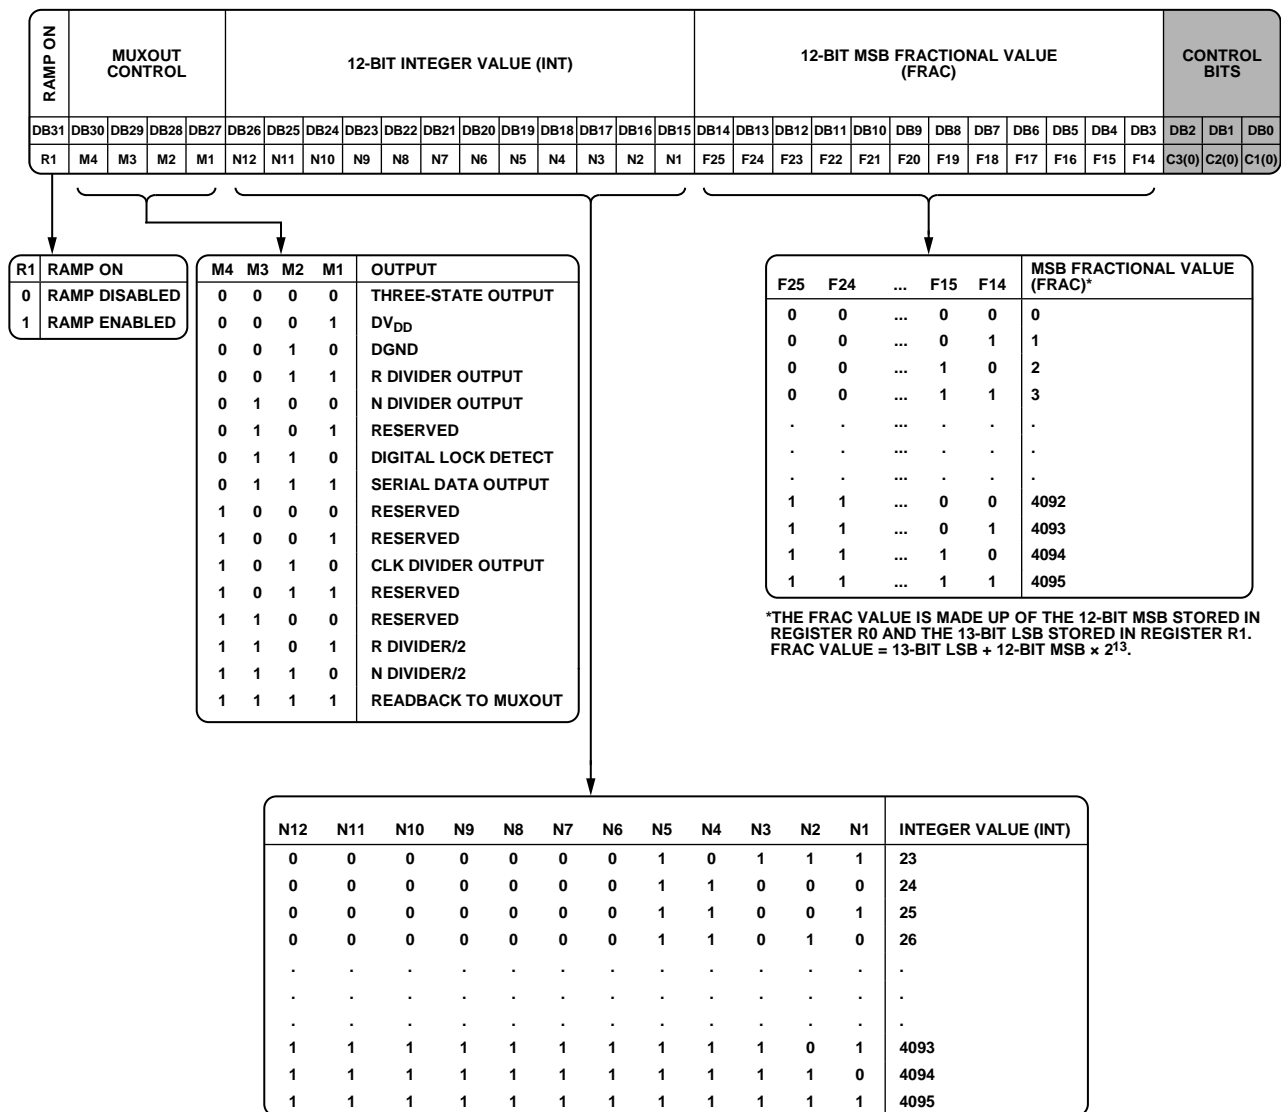 RAMP ON
MUXOUT
CONTROL
12-BIT INTEGER VALUE (INT)
12-BIT MSB FRACTIONAL VALUE
(FRAC)
CONTROL
BITS
DB31 DB30 DB29 DB28 DB27 DB26 DB25 DB24 DB23 DB22 DB21 DB20 DB19 DB18 DB17 DB16 DB15 DB14 DB13 DB12 DB11 DB10 DB9 DB8 DB7 DB6 DB5 DB4 DB3 DB2 DB1 DB0
R1 M4 M3 M2 M1 N12 N11 N10 N9 N8 N7 N6 N5 N4 N3 N2 N1 F25 F24 F23 F22 F21 F20 F19 F18 F17 F16 F15 F14 C3(0) C2(0) C1(0)
R1 RAMP ON
0 RAMP DISABLED
1 RAMP ENABLED
M4 M3 M2 M1 OUTPUT
0 0 0 0 THREE-STATE OUTPUT
0 0 0 1 DVDD
0 0 1 0 DGND
0 0 1 1 R DIVIDER OUTPUT
0 1 0 0 N DIVIDER OUTPUT
0 1 0 1 RESERVED
0 1 1 0 DIGITAL LOCK DETECT
0 1 1 1 SERIAL DATA OUTPUT
1 0 0 0 RESERVED
1 0 0 1 RESERVED
1 0 1 0 CLK DIVIDER OUTPUT
1 0 1 1 RESERVED
1 1 0 0 RESERVED
1 1 0 1 R DIVIDER/2
1 1 1 0 N DIVIDER/2
1 1 1 1 READBACK TO MUXOUT
F25 F24 ... F15 F14 MSB FRACTIONAL VALUE
(FRAC)*
0 0 ... 0 0 0
0 0 ... 0 1 1
0 0 ... 1 0 2
0 0 ... 1 1 3
. . ... . . .
. . ... . . .
. . ... . . .
1 1 ... 0 0 4092
1 1 ... 0 1 4093
1 1 ... 1 0 4094
1 1 ... 1 1 4095
*THE FRAC VALUE IS MADE UP OF THE 12-BIT MSB STORED IN
REGISTER R0 AND THE 13-BIT LSB STORED IN REGISTER R1.
FRAC VALUE = 13-BIT LSB + 12-BIT MSB × 2¹³.
N12 N11 N10 N9 N8 N7 N6 N5 N4 N3 N2 N1 INTEGER VALUE (INT)
0 0 0 0 0 0 0 1 0 1 1 1 23
0 0 0 0 0 0 0 1 1 0 0 0 24
0 0 0 0 0 0 0 1 1 0 0 1 25
0 0 0 0 0 0 0 1 1 0 1 0 26
. . . . . . . . . . . . .
. . . . . . . . . . . . .
. . . . . . . . . . . . .
1 1 1 1 1 1 1 1 1 1 0 1 4093
1 1 1 1 1 1 1 1 1 1 1 0 4094
1 1 1 1 1 1 1 1 1 1 1 1 4095